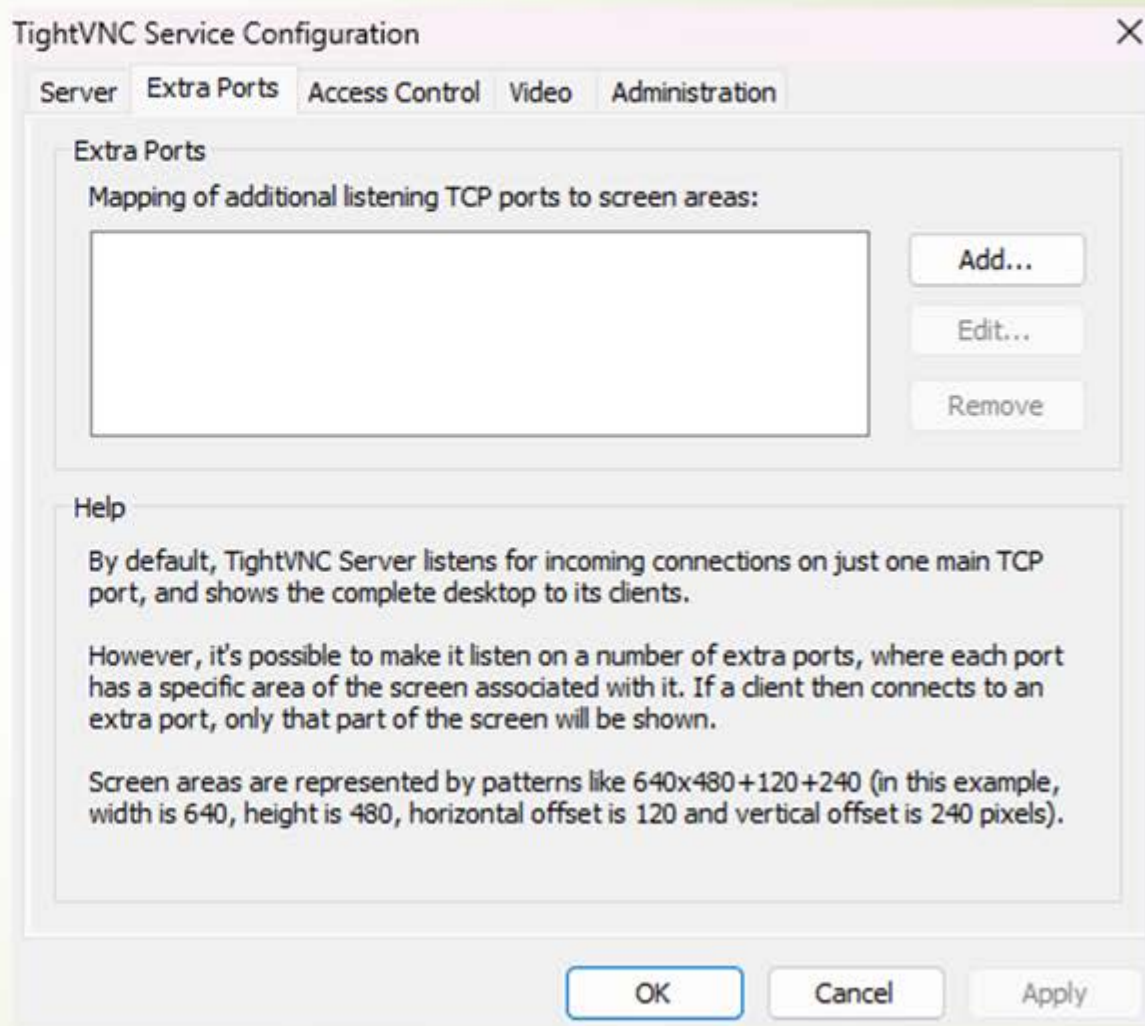 TightVNC Service Configuration
Server Extra Ports Access Control Video Administration
Extra Ports
Mapping of additional listening TCP ports to screen areas:
Add...
Edit...
Remove
Help
By default, TightVNC Server listens for incoming connections on just one main TCP
port, and shows the complete desktop to its clients.
However, it's possible to make it listen on a number of extra ports, where each port
has a specific area of the screen associated with it. If a client then connects to an
extra port, only that part of the screen will be shown.
Screen areas are represented by patterns like 640x480+120+240 (in this example,
width is 640, height is 480, horizontal offset is 120 and vertical offset is 240 pixels).
OK Cancel Apply